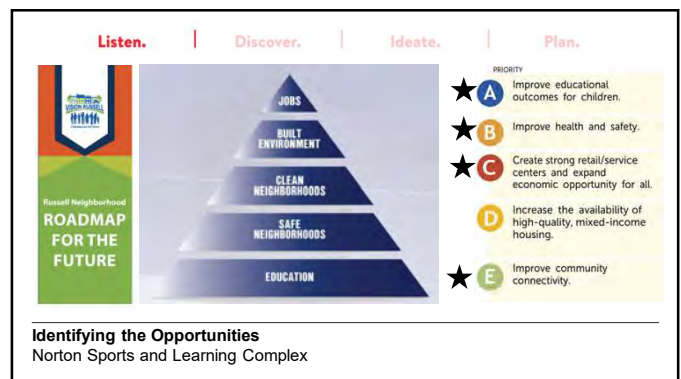 Listen.
Discover.
Ideate.
Plan.
VISION RUSSELL
Russell Neighborhood
ROADMAP
FOR THE
FUTURE
JOBS
BUILT
ENVIRONMENT
CLEAN
NEIGHBORHOODS
SAFE
NEIGHBORHOODS
EDUCATION
PRIORITY
A
Improve educational
outcomes for children.
B
Improve health and safety.
C
Create strong retail/service
centers and expand
economic opportunity for all.
D
Increase the availability of
high-quality, mixed-income
housing.
E
Improve community
connectivity.
Identifying the Opportunities
Norton Sports and Learning Complex